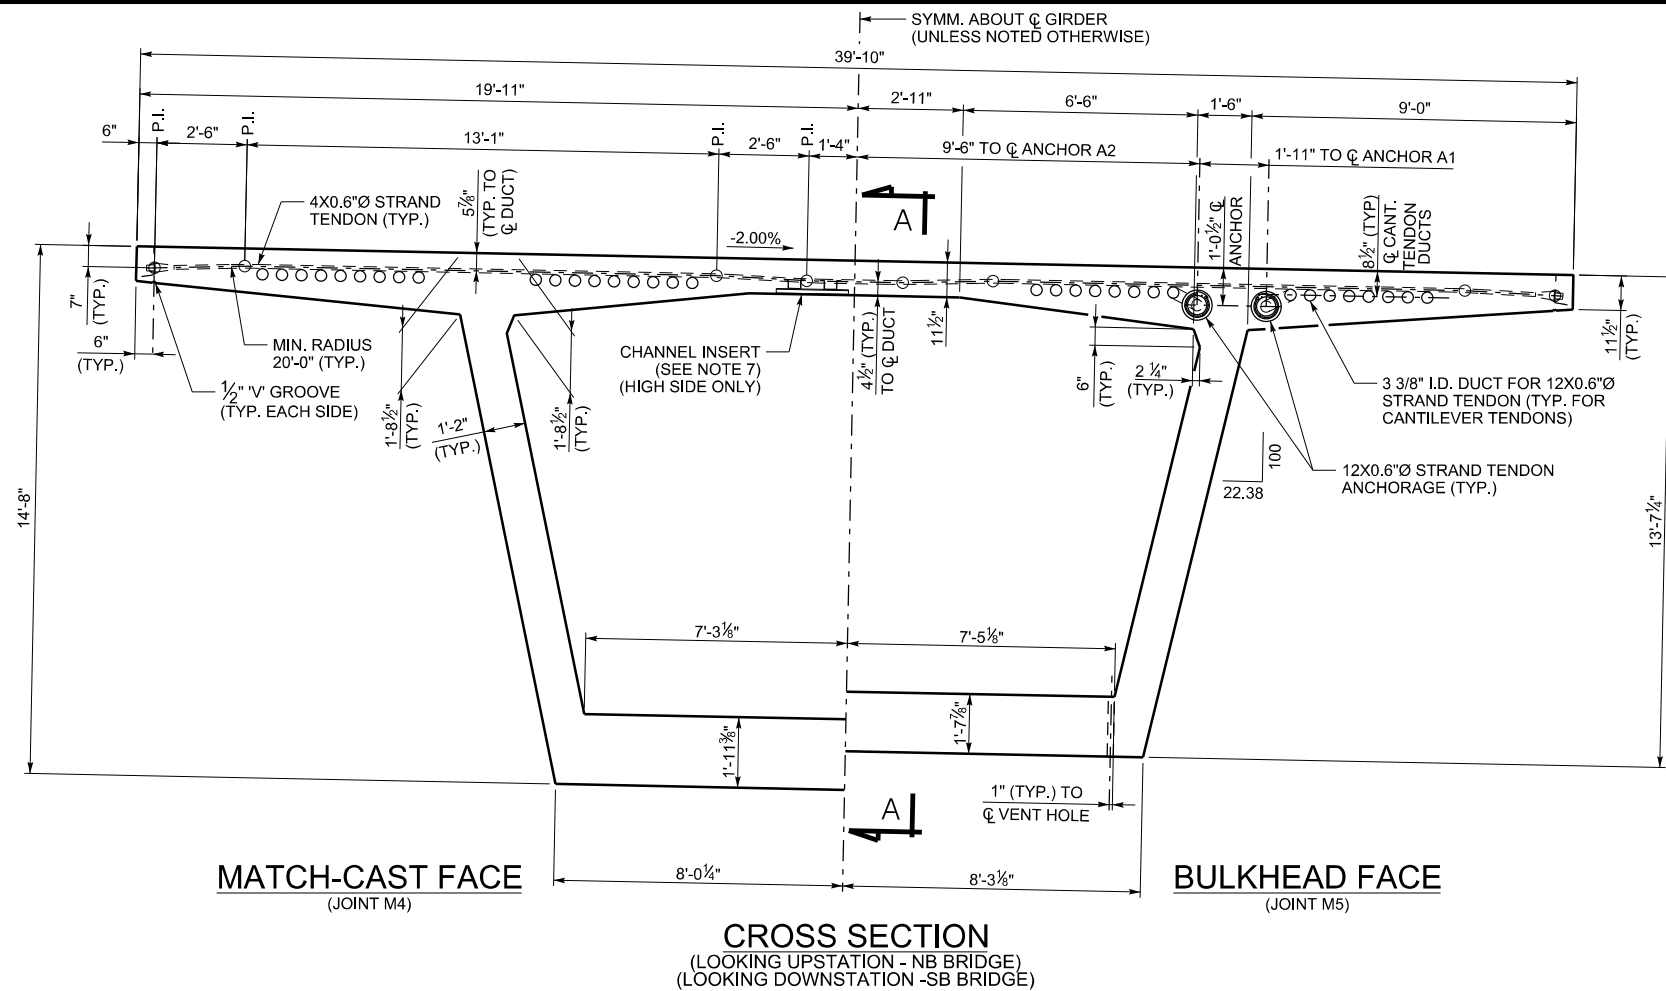 SYMM. ABOUT ℄ GIRDER
(UNLESS NOTED OTHERWISE)
39'-10"
19'-11"
2'-11"
6'-6"
1'-6"
9'-0"
6"
P.I.
2'-6"
P.I.
13'-1"
P.I.
2'-6"
P.I.
1'-4"
9'-6" TO ℄ ANCHOR A2
1'-11" TO ℄ ANCHOR A1
4X0.6"Ø STRAND
TENDON (TYP.)
5⅞"
(TYP. TO
℄ DUCT)
A
-2.00%
1'-0½" ℄
ANCHOR
8½" (TYP)
℄ CANT.
TENDON
DUCTS
7"
(TYP.)
6"
(TYP.)
MIN. RADIUS
20'-0" (TYP.)
½" 'V' GROOVE
(TYP. EACH SIDE)
1'-8½"
(TYP.)
1'-2"
(TYP.)
1'-8½"
(TYP.)
CHANNEL INSERT
(SEE NOTE 7)
(HIGH SIDE ONLY)
4½" (TYP.)
TO ℄ DUCT
11½"
6"
(TYP.)
2 ¼"
(TYP.)
11½"
(TYP.)
3 3/8" I.D. DUCT FOR 12X0.6"Ø
STRAND TENDON (TYP. FOR
CANTILEVER TENDONS)
100
22.38
12X0.6"Ø STRAND TENDON
ANCHORAGE (TYP.)
14'-8"
13'-7¼"
7'-3⅛"
7'-5⅛"
1'-11⅜"
1'-7⅞"
1" (TYP.) TO
℄ VENT HOLE
A
8'-0¼"
8'-3⅛"
MATCH-CAST FACE
(JOINT M4)
BULKHEAD FACE
(JOINT M5)
CROSS SECTION
(LOOKING UPSTATION - NB BRIDGE)
(LOOKING DOWNSTATION -SB BRIDGE)